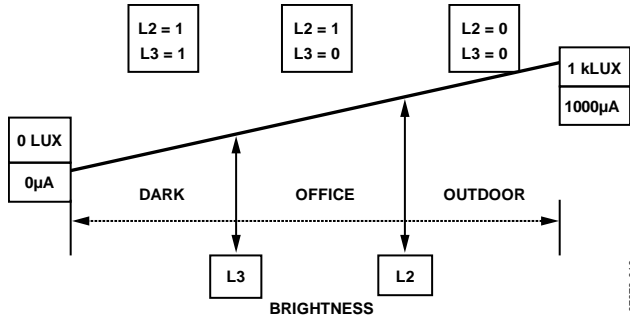 L2 = 1
L3 = 1
L2 = 1
L3 = 0
L2 = 0
L3 = 0
1 kLUX
1000µA
0 LUX
0µA
DARK
OFFICE
OUTDOOR
L3
L2
BRIGHTNESS